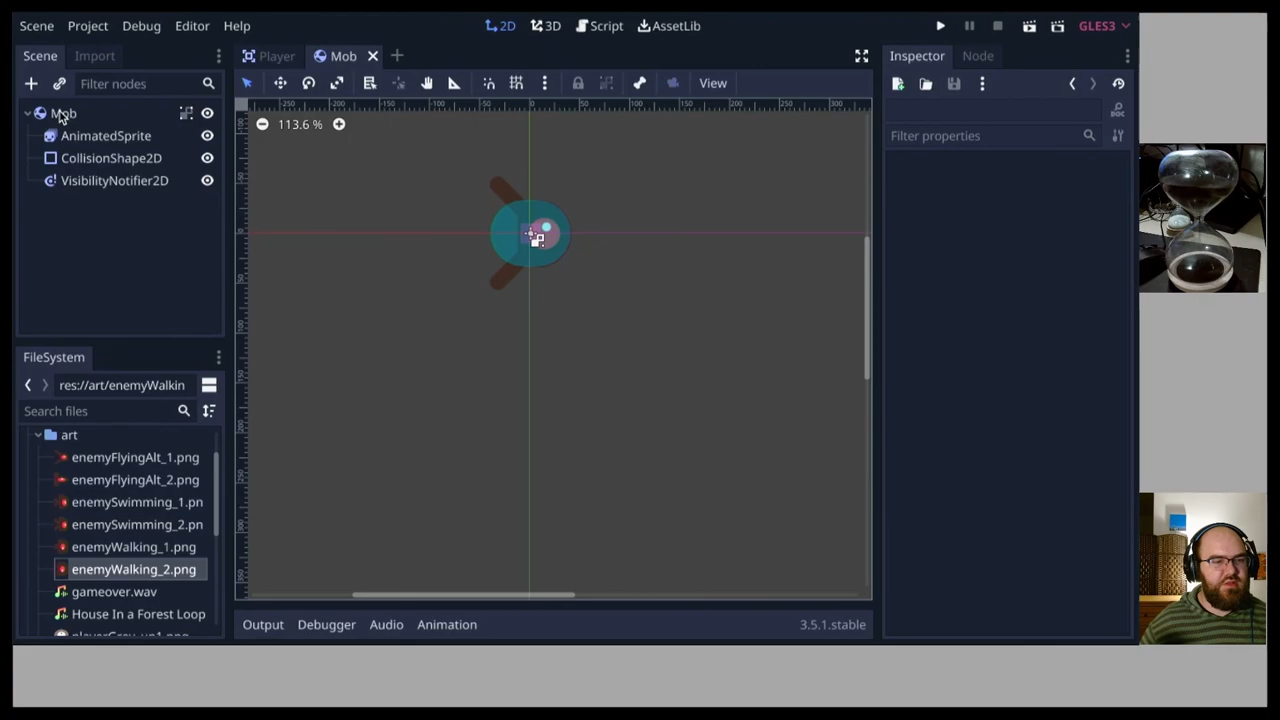 Scene Project Debug Editor Help
2D 3D Script AssetLib
GLES3
Scene Import
Player Mob
Inspector Node
Filter nodes
View
Mob
AnimatedSprite
CollisionShape2D
VisibilityNotifier2D
113.6 %
Filter properties
DOC
FileSystem
res://art/enemyWalkin
Search files
art
enemyFlyingAlt_1.png
enemyFlyingAlt_2.png
enemySwimming_1.pn
enemySwimming_2.pn
enemyWalking_1.png
enemyWalking_2.png
gameover.wav
House In a Forest Loop
Output Debugger Audio Animation
3.5.1.stable